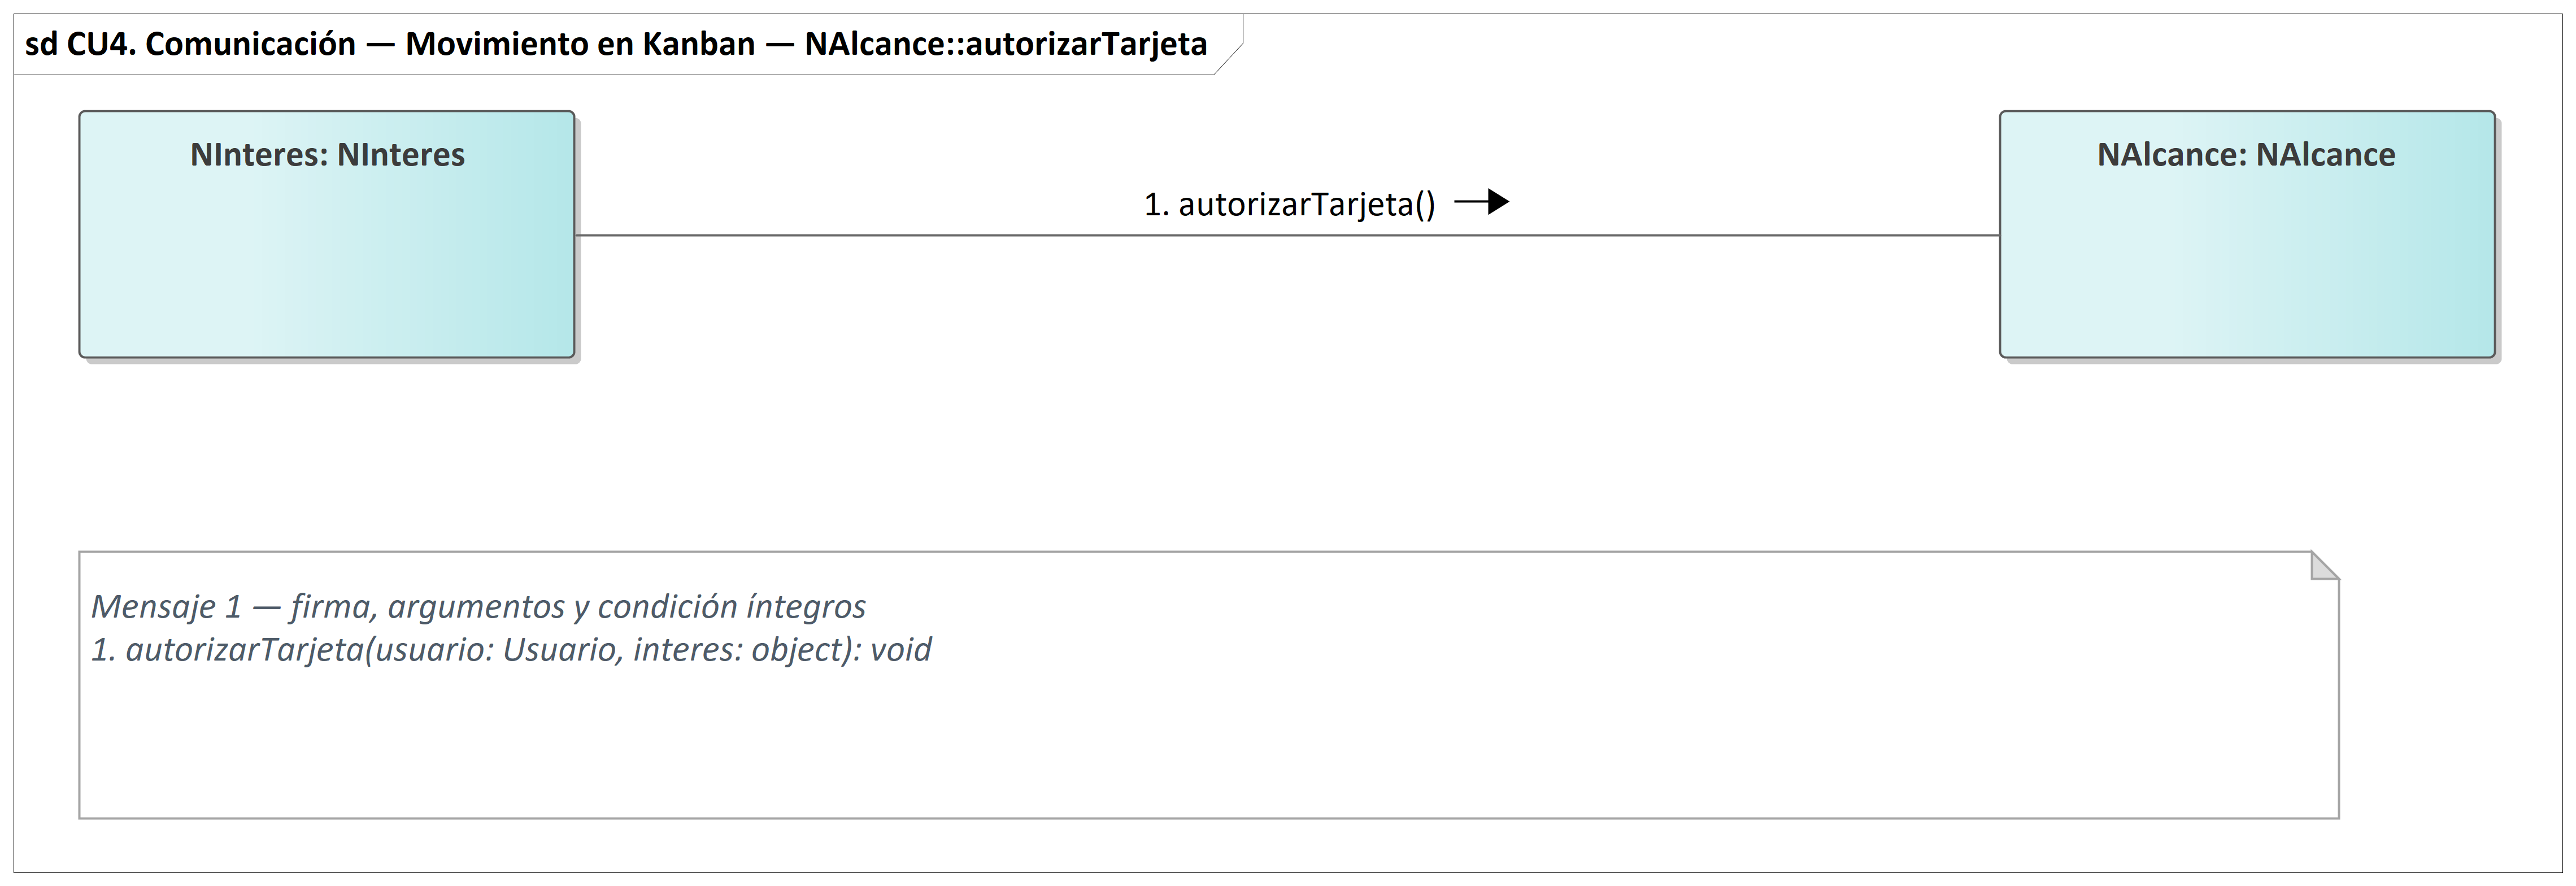 sd CU4. Comunicación — Movimiento en Kanban — NAlcance::autorizarTarjeta
NInteres: NInteres
NAlcance: NAlcance
1. autorizarTarjeta()
Mensaje 1 — firma, argumentos y condición íntegros
1. autorizarTarjeta(usuario: Usuario, interes: object): void